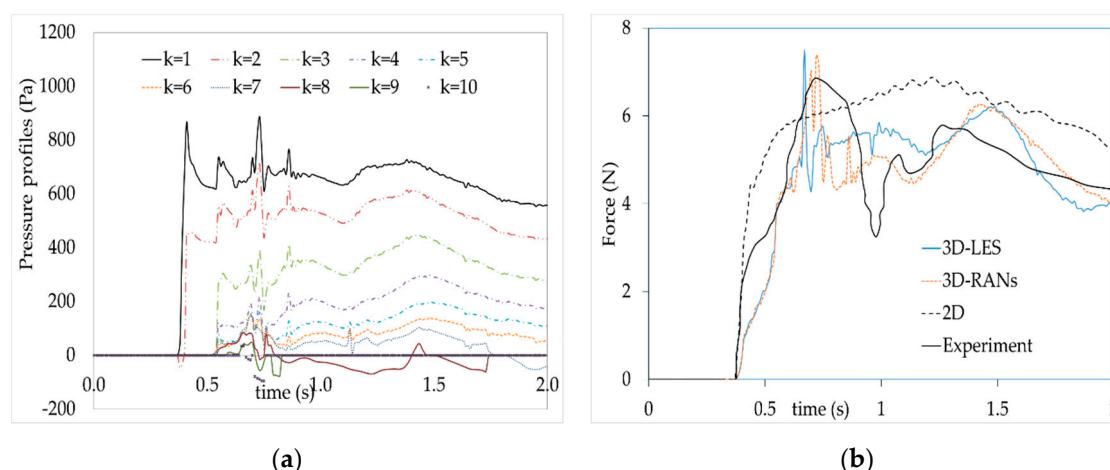 1200
1000
800
600
400
200
0
-200
Pressure profiles (Pa)
k=1 k=2 k=3 k=4 k=5
k=6 k=7 k=8 k=9 k=10
0.0 0.5 1.0 1.5 2.0
time (s)
(a)
8
6
4
2
0
Force (N)
3D-LES
3D-RANs
2D
Experiment
0 0.5 1 1.5
time (s)
(b)